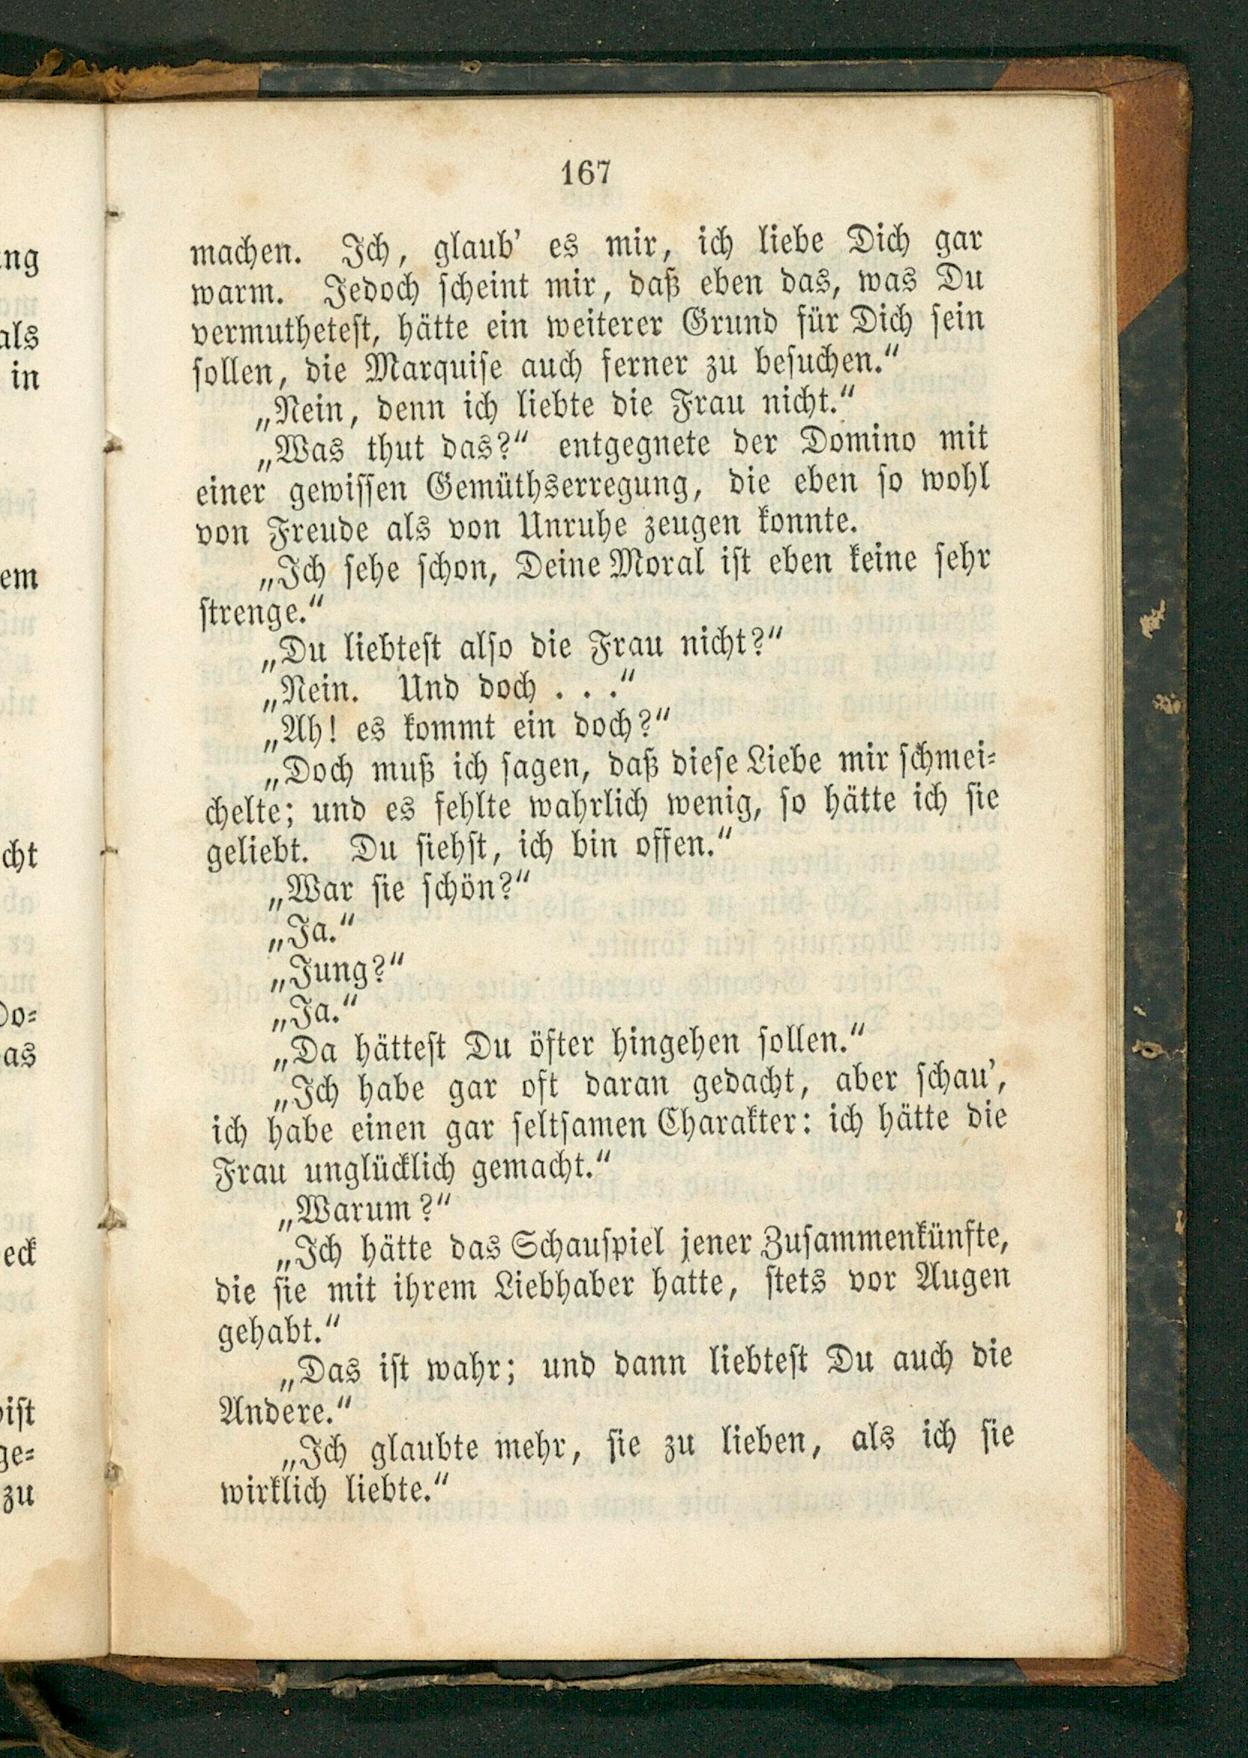 167
machen. Ich, glaub' es mir, ich liebe Dich gar
warm. Jedoch scheint mir, daß eben das, was Du
vermuthetest, hätte ein weiterer Grund für Dich sein
sollen, die Marquise auch ferner zu besuchen.“
„Nein, denn ich liebte die Frau nicht.“
„Was thut das?“ entgegnete der Domino mit
einer gewissen Gemüthserregung, die eben so wohl
von Freude als von Unruhe zeugen konnte.
„Ich sehe schon, Deine Moral ist eben keine sehr
strenge.“
„Du liebtest also die Frau nicht?“
„Nein. Und doch . . .“
„Ah! es kommt ein doch?“
„Doch muß ich sagen, daß diese Liebe mir schmei-
chelte; und es fehlte wahrlich wenig, so hätte ich sie
geliebt. Du siehst, ich bin offen.“
„War sie schön?“
„Ja.“
„Jung?“
„Ja.“
„Da hättest Du öfter hingehen sollen.“
„Ich habe gar oft daran gedacht, aber schau',
ich habe einen gar seltsamen Charakter: ich hätte die
Frau unglücklich gemacht.“
„Warum?“
„Ich hätte das Schauspiel jener Zusammenkünfte,
die sie mit ihrem Liebhaber hatte, stets vor Augen
gehabt.“
„Das ist wahr; und dann liebtest Du auch die
Andere.“
„Ich glaubte mehr, sie zu lieben, als ich sie
wirklich liebte.“